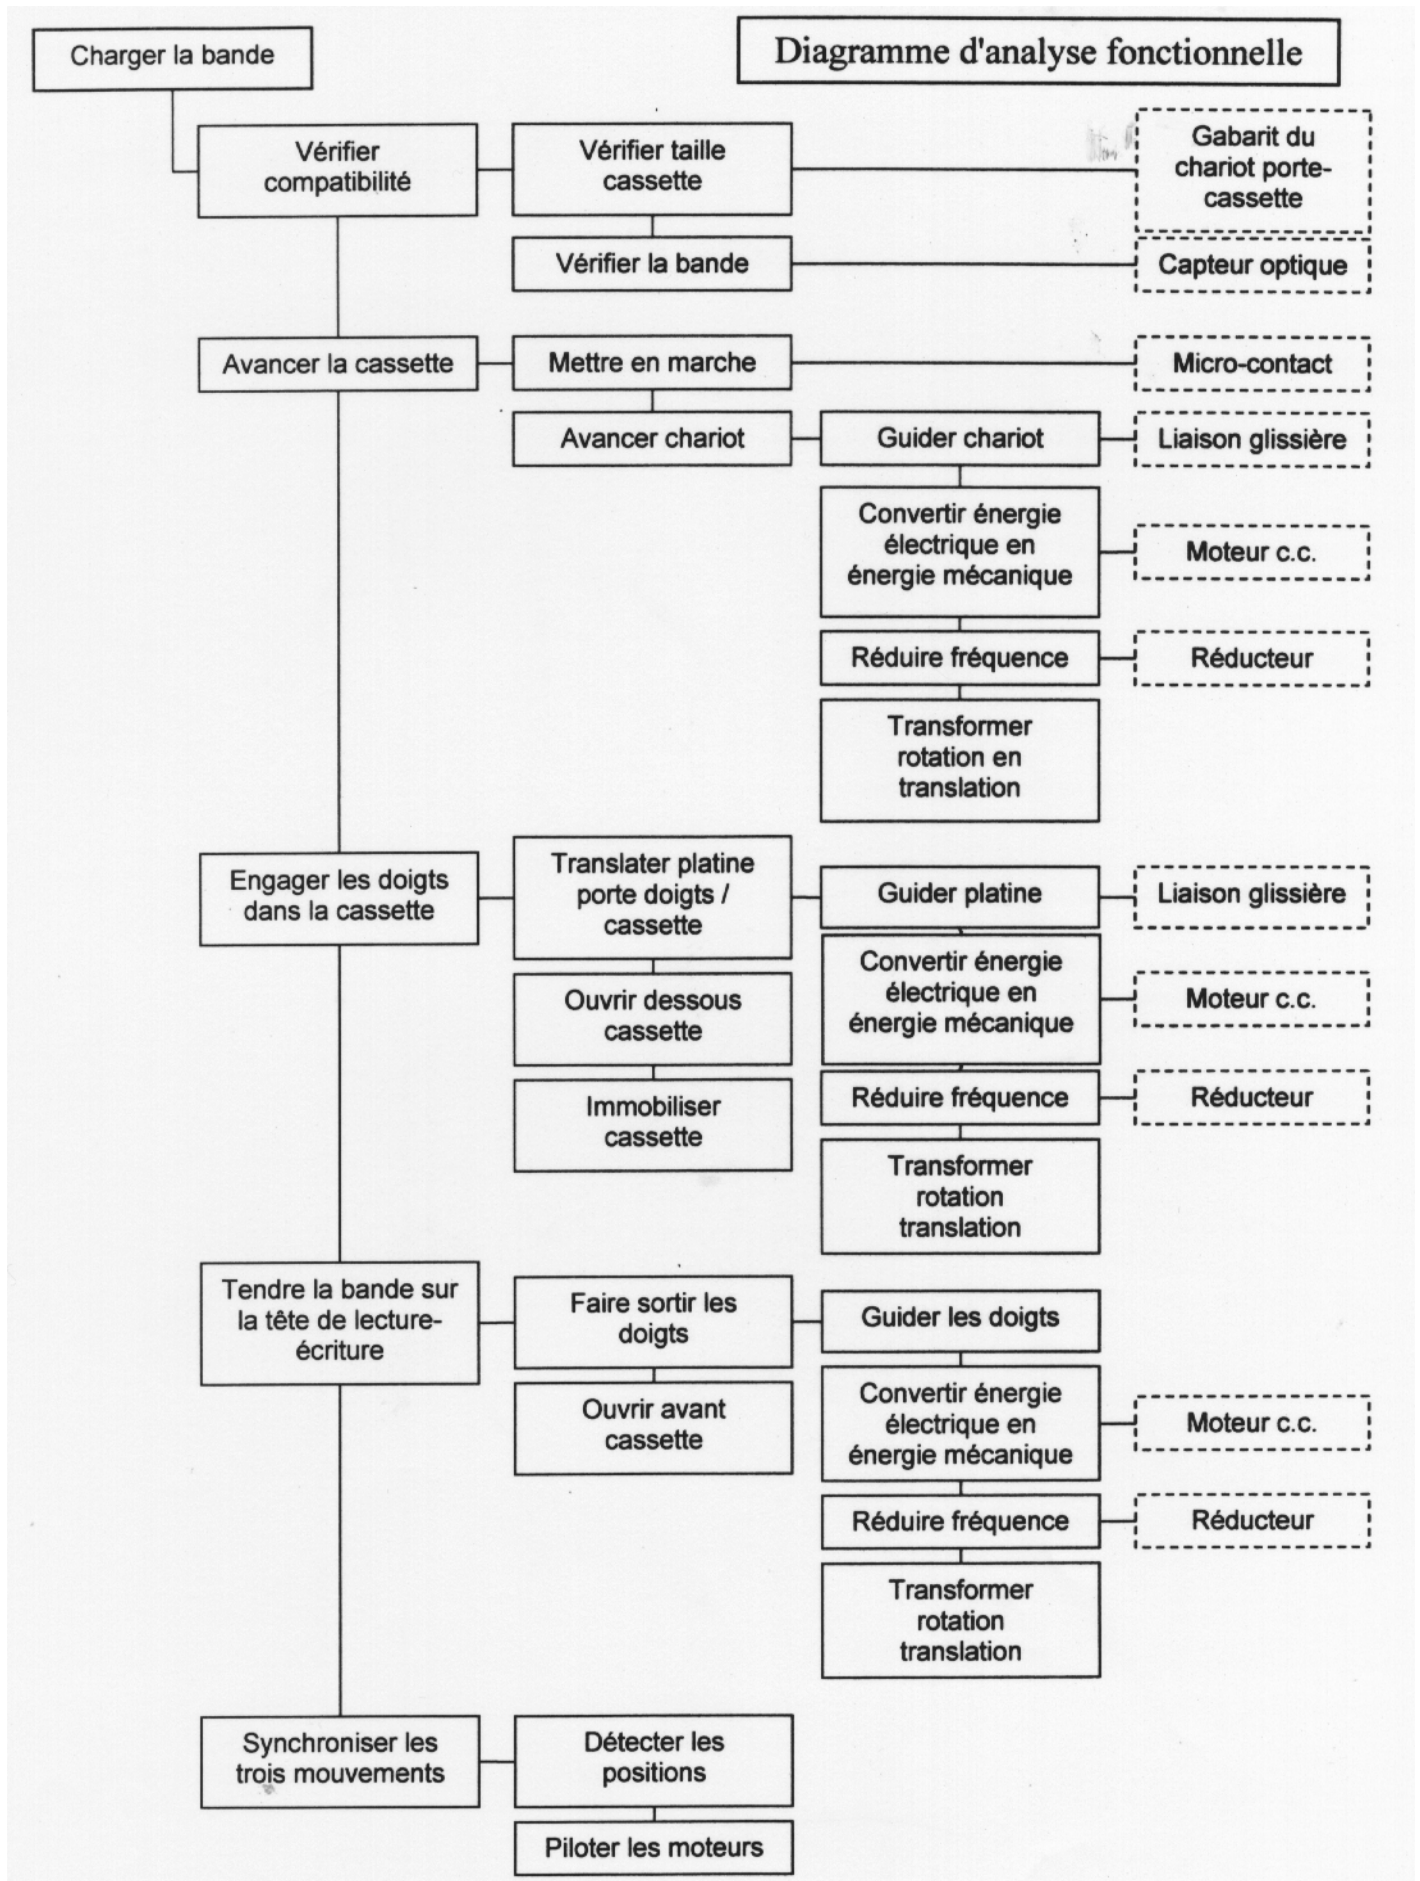 Charger la bande
Diagramme d'analyse fonctionnelle
Vérifier
compatibilité
Vérifier taille
cassette
Gabarit du
chariot porte-
cassette
Vérifier la bande
Capteur optique
Avancer la cassette
Mettre en marche
Micro-contact
Avancer chariot
Guider chariot
Liaison glissière
Convertir énergie
électrique en
énergie mécanique
Moteur c.c.
Réduire fréquence
Réducteur
Transformer
rotation en
translation
Engager les doigts
dans la cassette
Translater platine
porte doigts /
cassette
Guider platine
Liaison glissière
Convertir énergie
électrique en
énergie mécanique
Moteur c.c.
Ouvrir dessous
cassette
Réduire fréquence
Réducteur
Immobiliser
cassette
Transformer
rotation
translation
Tendre la bande sur
la tête de lecture-
écriture
Faire sortir les
doigts
Guider les doigts
Ouvrir avant
cassette
Convertir énergie
électrique en
énergie mécanique
Moteur c.c.
Réduire fréquence
Réducteur
Transformer
rotation
translation
Synchroniser les
trois mouvements
Détecter les
positions
Piloter les moteurs